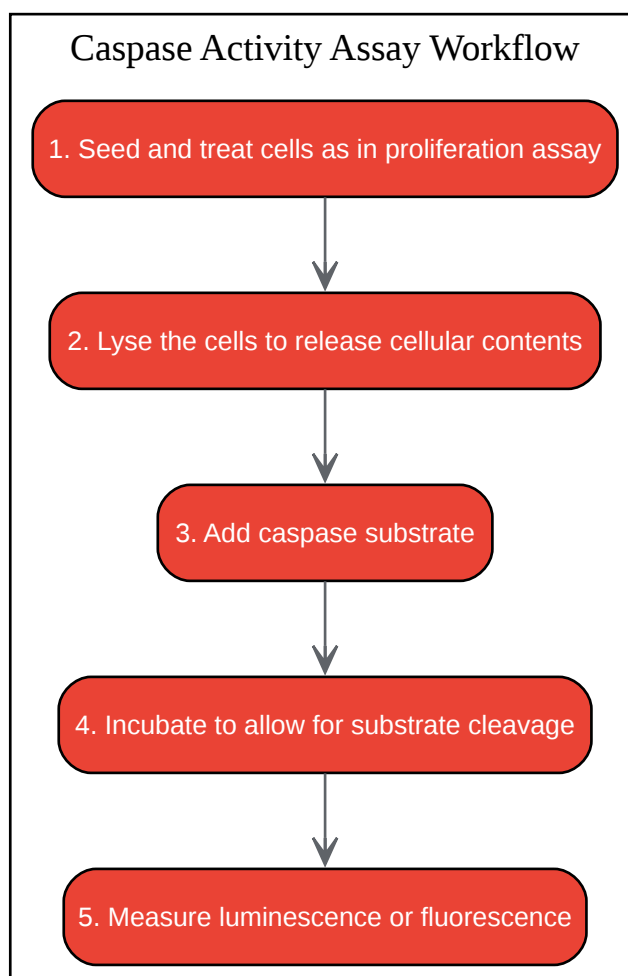 Caspase Activity Assay Workflow
1. Seed and treat cells as in proliferation assay
2. Lyse the cells to release cellular contents
3. Add caspase substrate
4. Incubate to allow for substrate cleavage
5. Measure luminescence or fluorescence